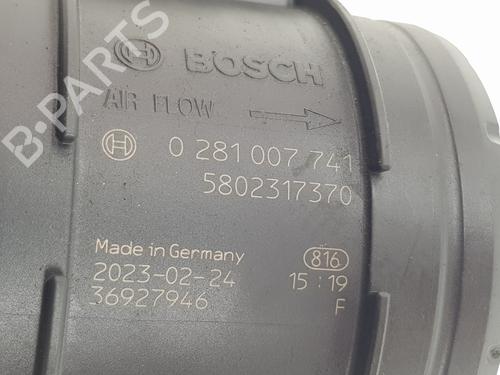 BOSCH
AIR FLOW
0 281 007 741
5802317370
Made in Germany 816
2023-02-24 15:19
36927946 F
B-PARTS